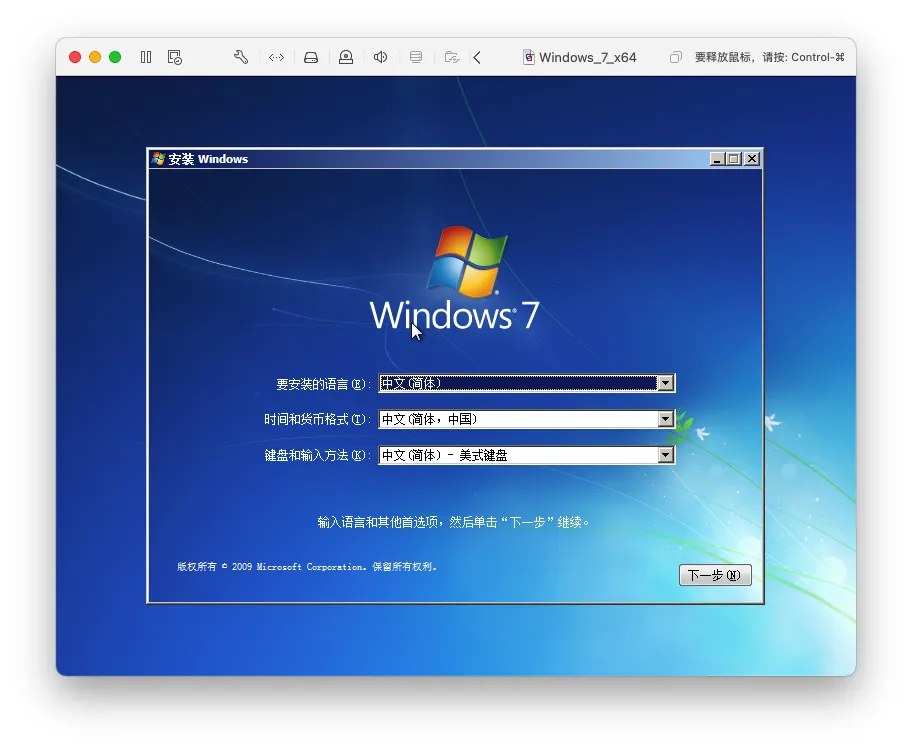 Windows_7_x64
要释放鼠标，请按: Control-⌘
安装 Windows
Windows® 7
要安装的语言(E): 中文(简体)
时间和货币格式(T): 中文(简体，中国)
键盘和输入方法(K): 中文(简体) - 美式键盘
输入语言和其他首选项，然后单击“下一步”继续。
版权所有 © 2009 Microsoft Corporation。保留所有权利。
下一步(N)